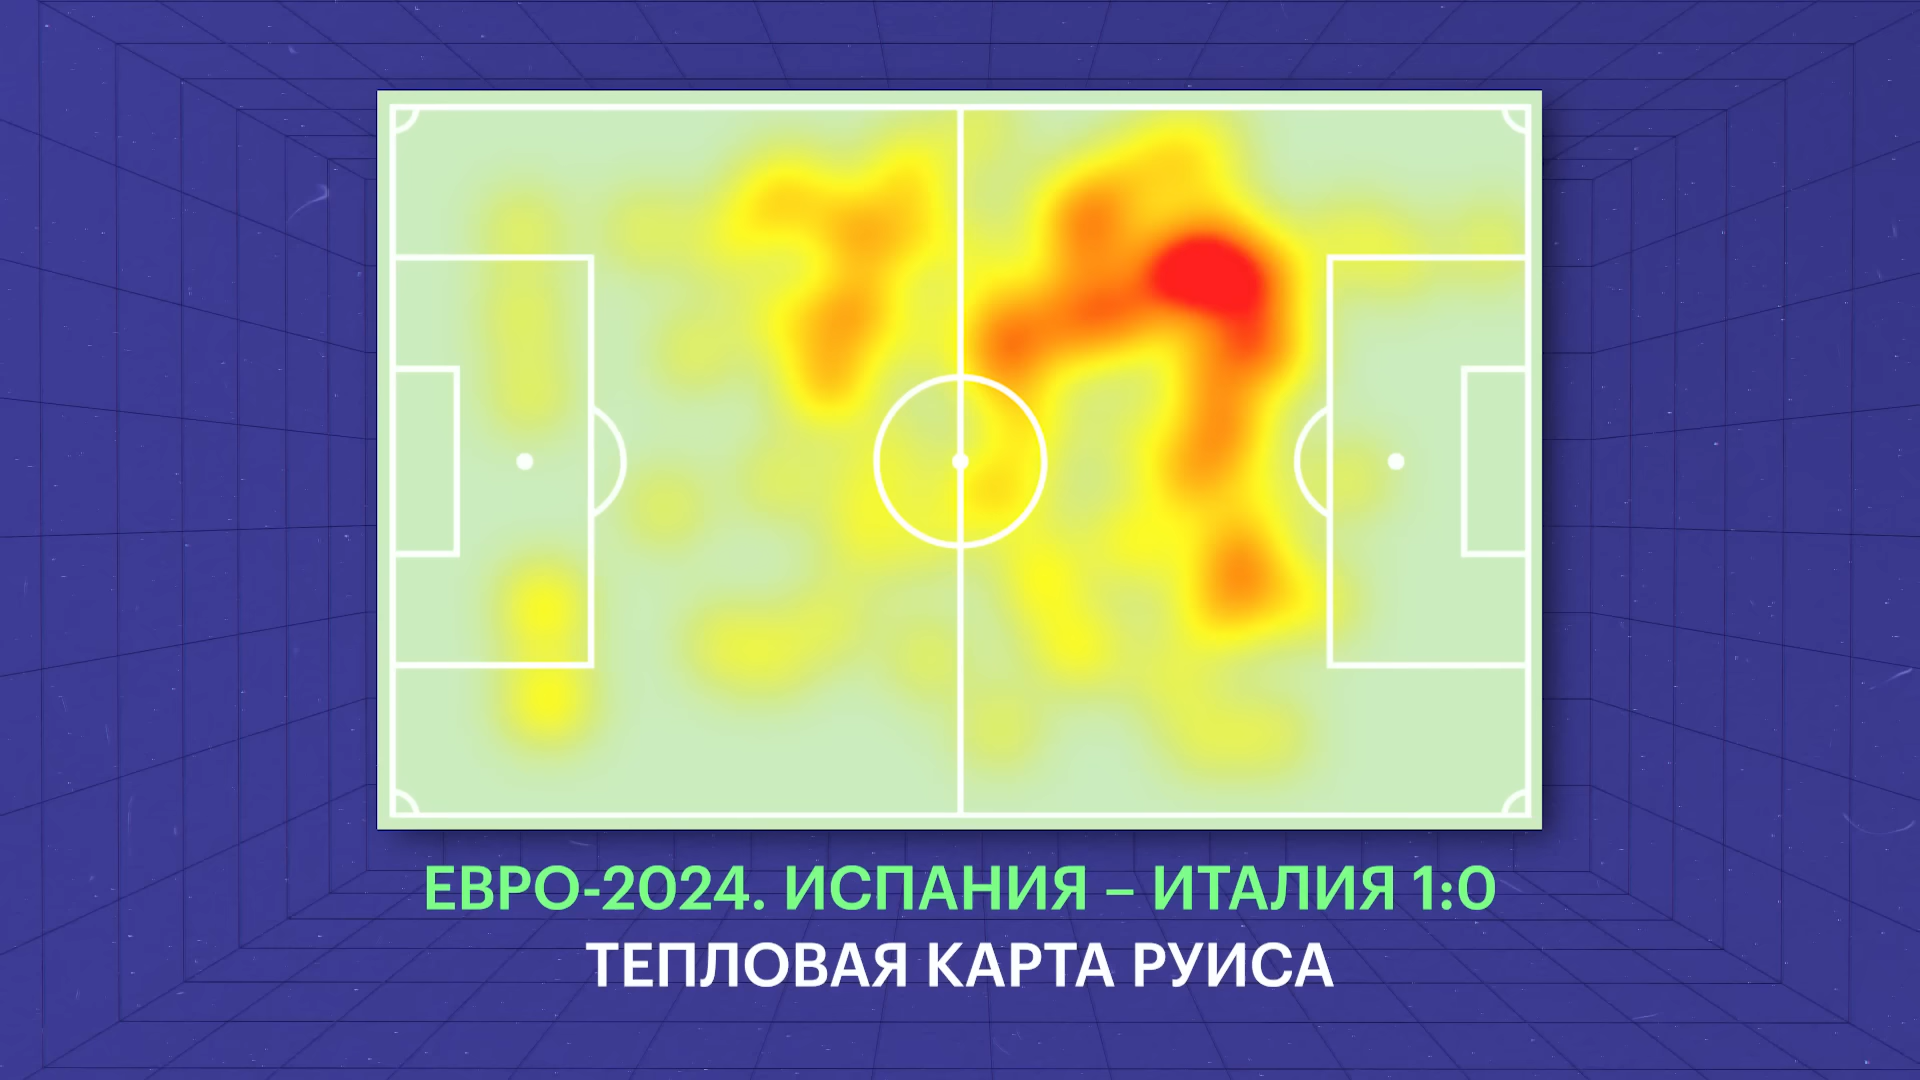 ЕВРО-2024. ИСПАНИЯ – ИТАЛИЯ 1:0
ТЕПЛОВАЯ КАРТА РУИСА